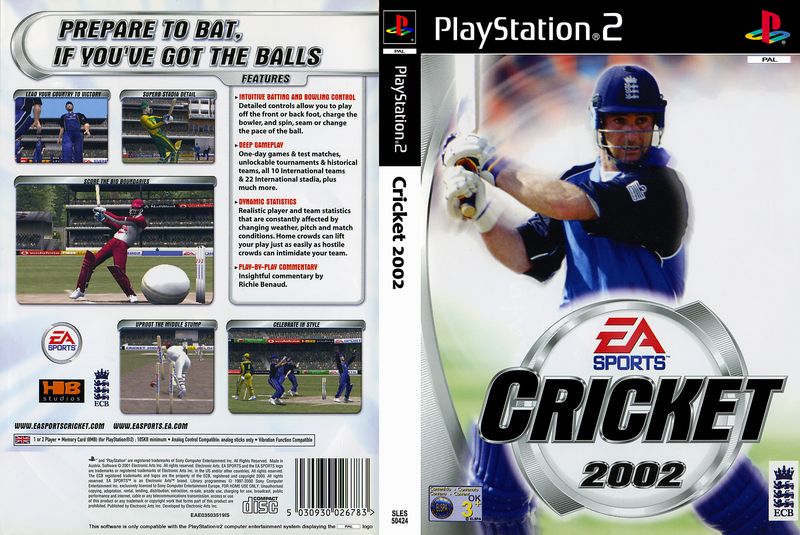 PREPARE TO BAT,
IF YOU'VE GOT THE BALLS
FEATURES
LEAD YOUR COUNTRY TO VICTORY
SUPERB STADIA DETAIL
SCORE THE BIG BOUNDARIES
▸ INTUITIVE BATTING AND BOWLING CONTROL
Detailed controls allow you to play
off the front or back foot, charge the
bowler, and spin, seam or change
the pace of the ball.
▸ DEEP GAMEPLAY
One-day games & test matches,
unlockable tournaments & historical
teams, all 10 International teams
& 22 International stadia, plus
much more.
▸ DYNAMIC STATISTICS
Realistic player and team statistics
that are constantly affected by
changing weather, pitch and match
conditions. Home crowds can lift
your play just as easily as hostile
crowds can intimidate your team.
▸ PLAY-BY-PLAY COMMENTARY
Insightful commentary by
Richie Benaud.
EA
SPORTS
UPROOT THE MIDDLE STUMP
CELEBRATE IN STYLE
HB
studios
ECB
WWW.EASPORTSCRICKET.COM WWW.EASPORTS.EA.COM
1 or 2 Player • Memory Card (8MB) (for PlayStation®2) : 105KB minimum • Analog Control Compatible: analog sticks only • Vibration Function Compatible
COMPACT
disc
5 030930 026783 >
EAE03503519IS
This software is only compatible with the PlayStation®2 computer entertainment system displaying the PAL logo
PAL
PlayStation®2
Cricket 2002
SLES
50424
PlayStation®2
PAL
EA
SPORTS™
CRICKET
2002
ELSPA
OK
3+
ECB